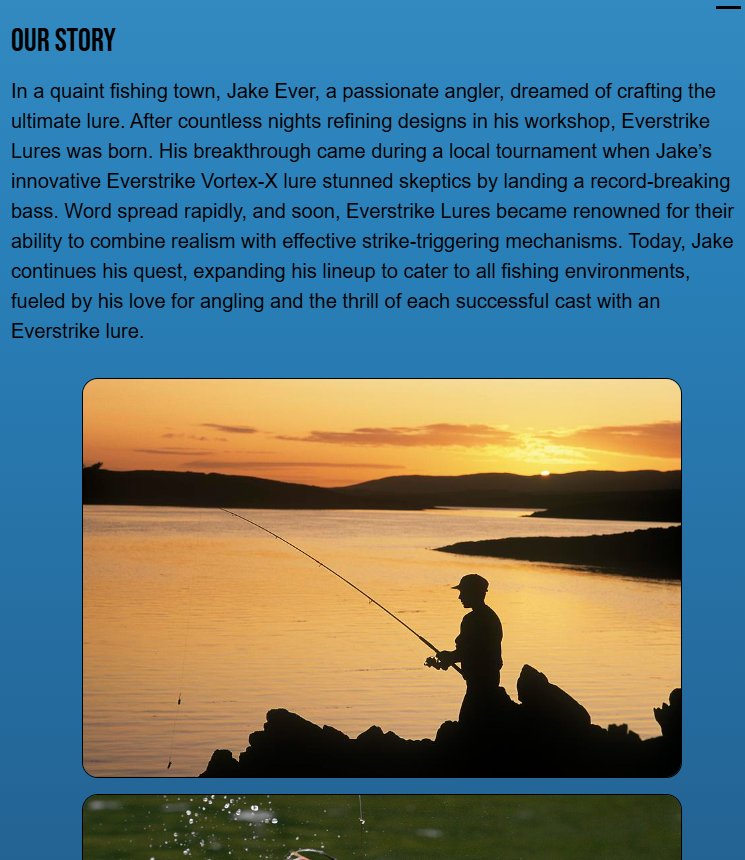 OUR STORY
In a quaint fishing town, Jake Ever, a passionate angler, dreamed of crafting the
ultimate lure. After countless nights refining designs in his workshop, Everstrike
Lures was born. His breakthrough came during a local tournament when Jake’s
innovative Everstrike Vortex-X lure stunned skeptics by landing a record-breaking
bass. Word spread rapidly, and soon, Everstrike Lures became renowned for their
ability to combine realism with effective strike-triggering mechanisms. Today, Jake
continues his quest, expanding his lineup to cater to all fishing environments,
fueled by his love for angling and the thrill of each successful cast with an
Everstrike lure.